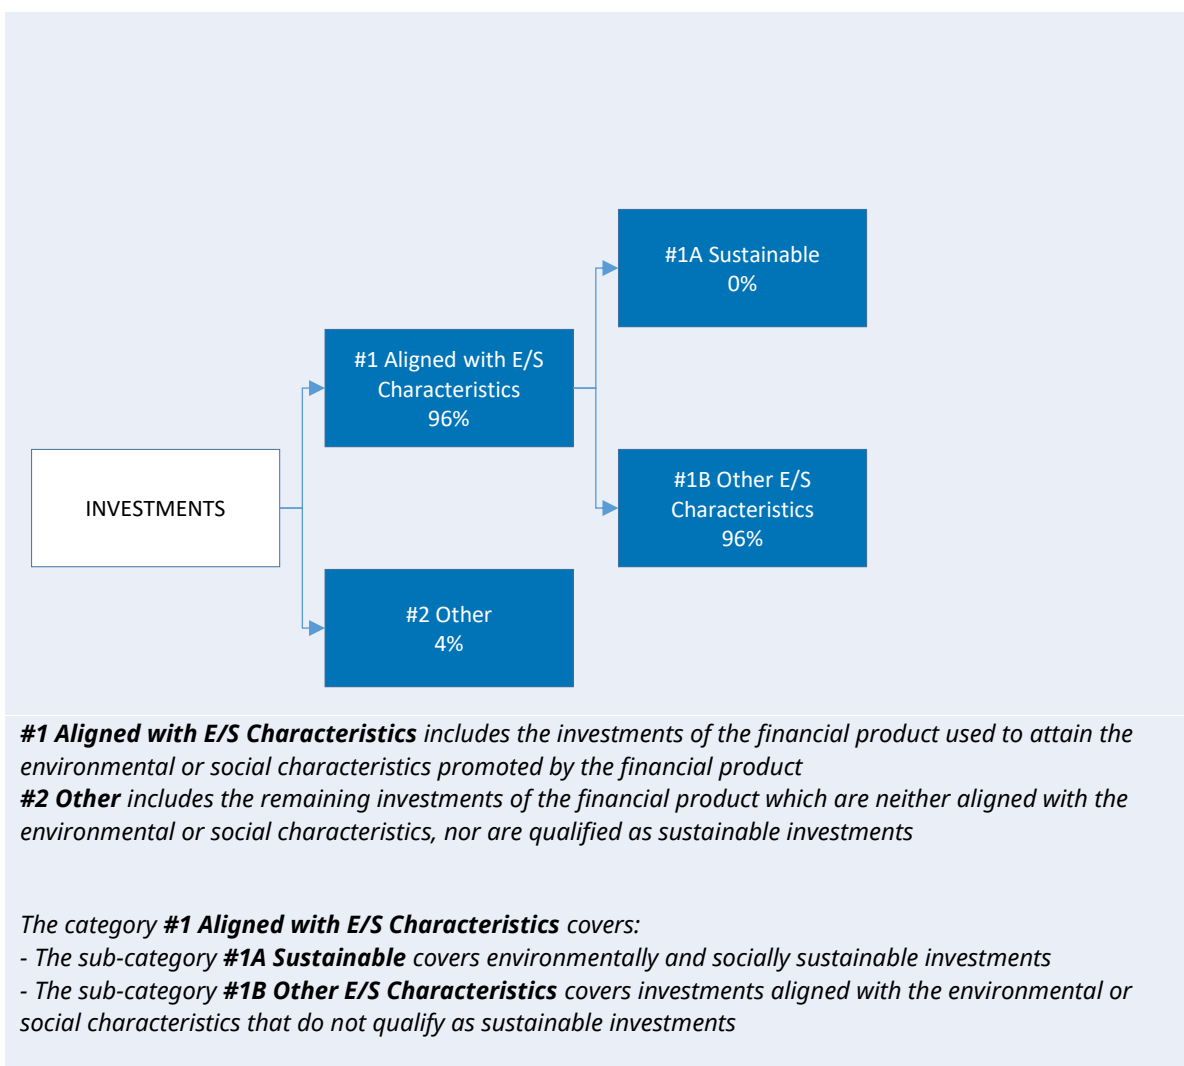 #1A Sustainable
0%
#1 Aligned with E/S
Characteristics
96%
INVESTMENTS
#1B Other E/S
Characteristics
96%
#2 Other
4%
#1 Aligned with E/S Characteristics includes the investments of the financial product used to attain the
environmental or social characteristics promoted by the financial product
#2 Other includes the remaining investments of the financial product which are neither aligned with the
environmental or social characteristics, nor are qualified as sustainable investments
The category #1 Aligned with E/S Characteristics covers:
- The sub-category #1A Sustainable covers environmentally and socially sustainable investments
- The sub-category #1B Other E/S Characteristics covers investments aligned with the environmental or
social characteristics that do not qualify as sustainable investments